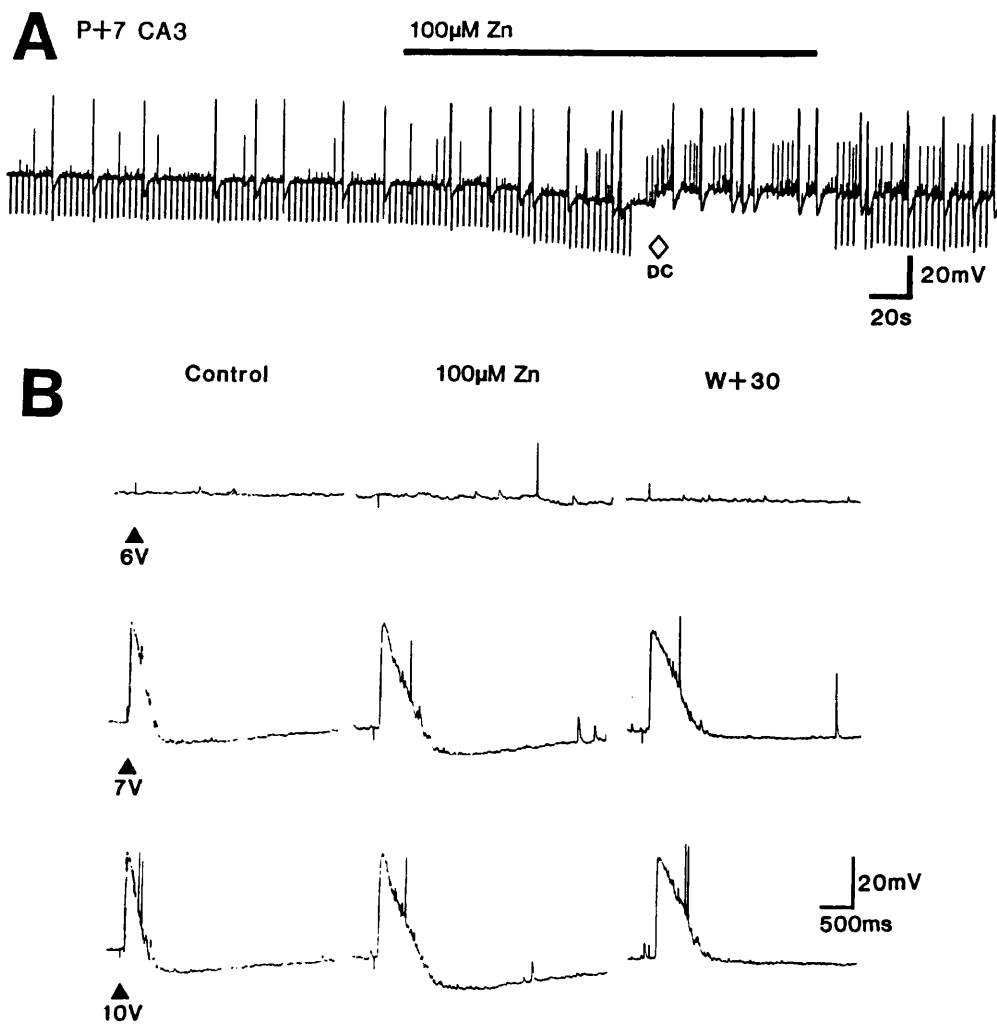 A P+7 CA3 100µM Zn
DC
20mV
20s
B Control 100µM Zn W+30
6V
7V
20mV
500ms
10V